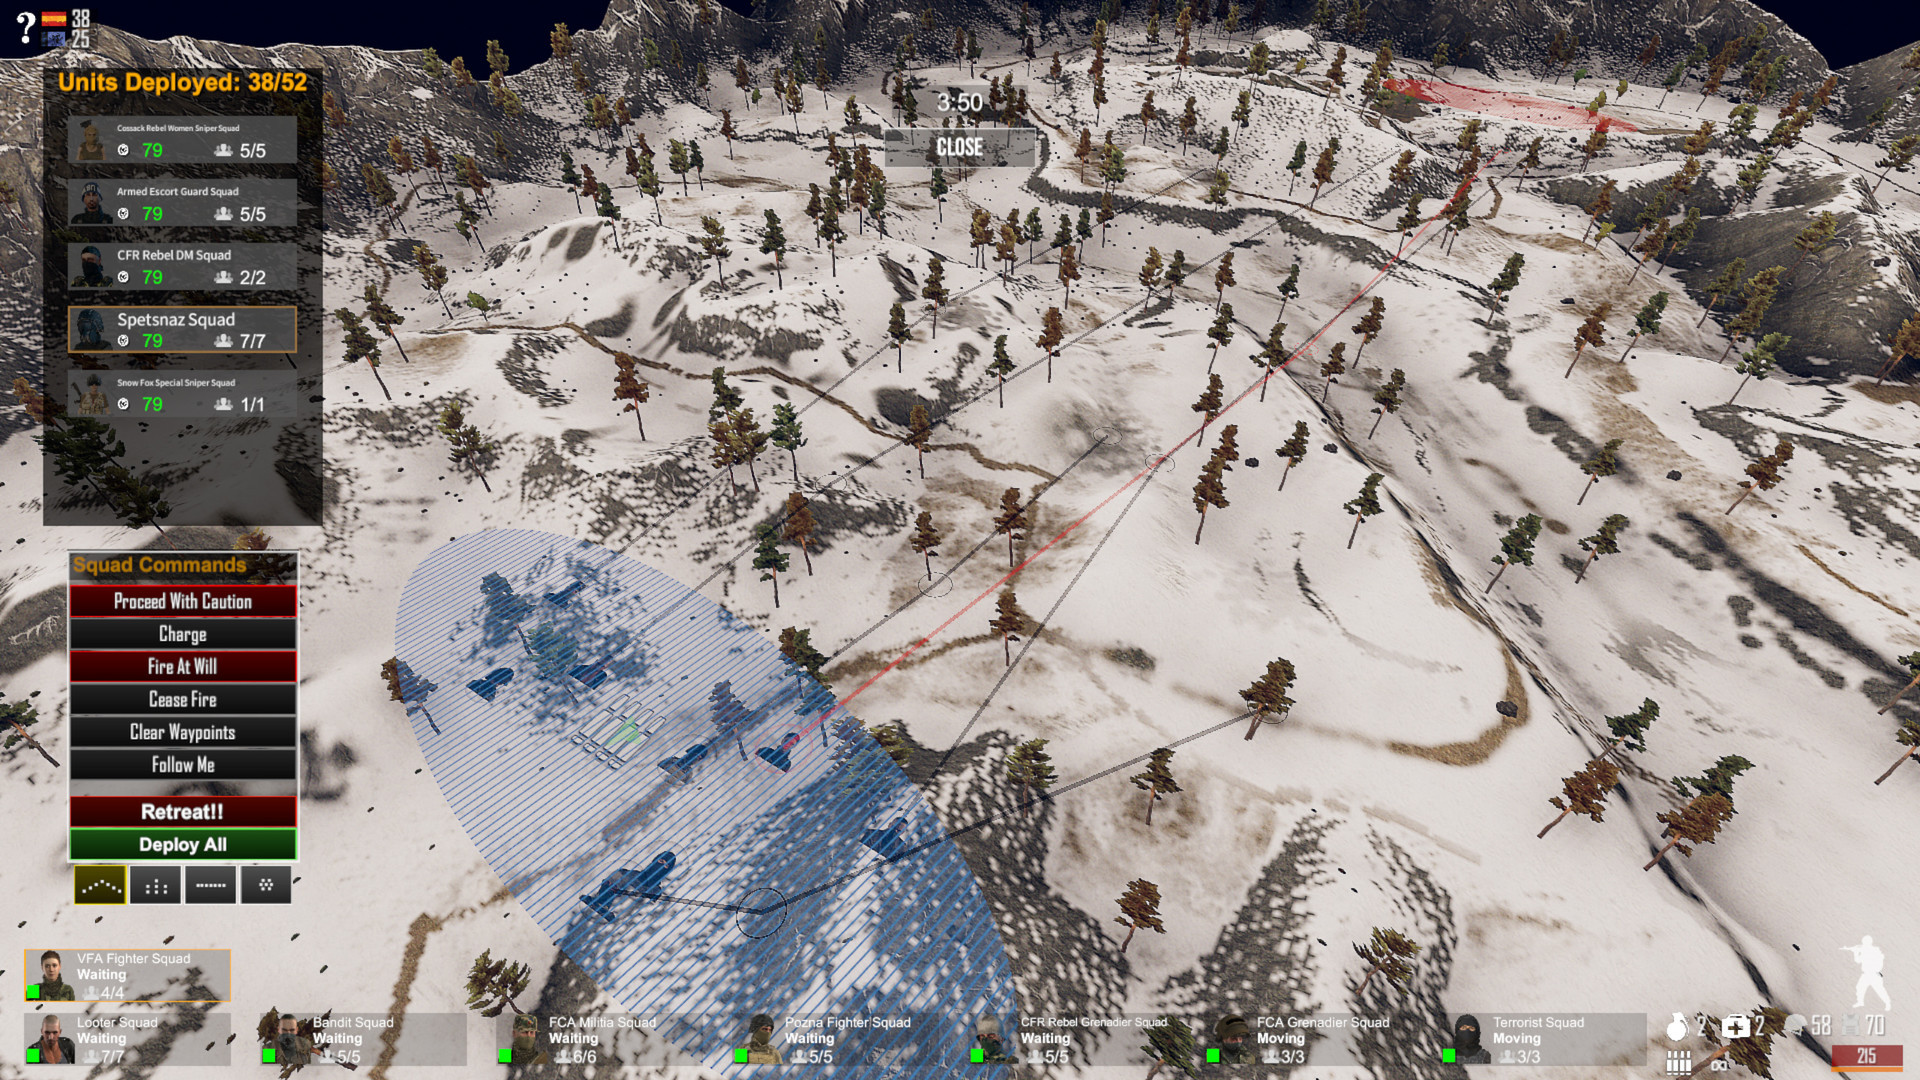 ?
38
25
Units Deployed: 38/52
Cossack Rebel Women Sniper Squad
79 5/5
Armed Escort Guard Squad
79 5/5
CFR Rebel DM Squad
79 2/2
Spetsnaz Squad
79 7/7
Snow Fox Special Sniper Squad
79 1/1
3:50
CLOSE
Squad Commands
Proceed With Caution
Charge
Fire At Will
Cease Fire
Clear Waypoints
Follow Me
Retreat!!
Deploy All
VFA Fighter Squad
Waiting
4/4
Looter Squad
Waiting
7/7
Bandit Squad
Waiting
5/5
FCA Militia Squad
Waiting
6/6
Pozna Fighter Squad
Waiting
5/5
CFR Rebel Grenadier Squad
Waiting
5/5
FCA Grenadier Squad
Moving
3/3
Terrorist Squad
Moving
3/3
2 2 58 70
∞ 215